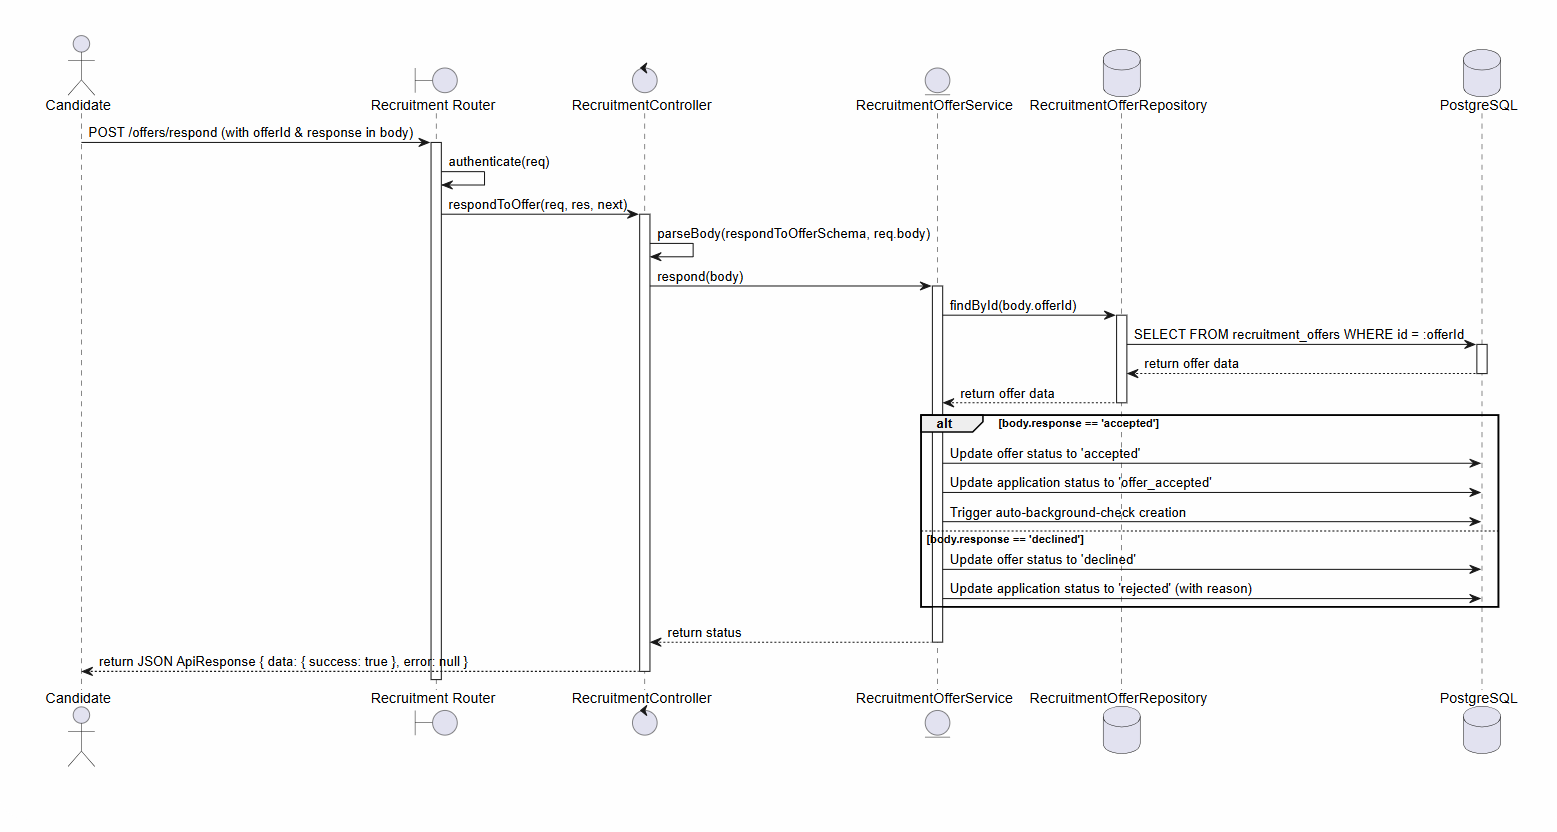 Candidate
Recruitment Router
RecruitmentController
RecruitmentOfferService
RecruitmentOfferRepository
PostgreSQL
POST /offers/respond (with offerId & response in body)
authenticate(req)
respondToOffer(req, res, next)
parseBody(respondToOfferSchema, req.body)
respond(body)
findById(body.offerId)
SELECT FROM recruitment_offers WHERE id = :offerId
return offer data
return offer data
alt
[body.response == 'accepted']
Update offer status to 'accepted'
Update application status to 'offer_accepted'
Trigger auto-background-check creation
[body.response == 'declined']
Update offer status to 'declined'
Update application status to 'rejected' (with reason)
return status
return JSON ApiResponse { data: { success: true }, error: null }
Candidate
Recruitment Router
RecruitmentController
RecruitmentOfferService
RecruitmentOfferRepository
PostgreSQL